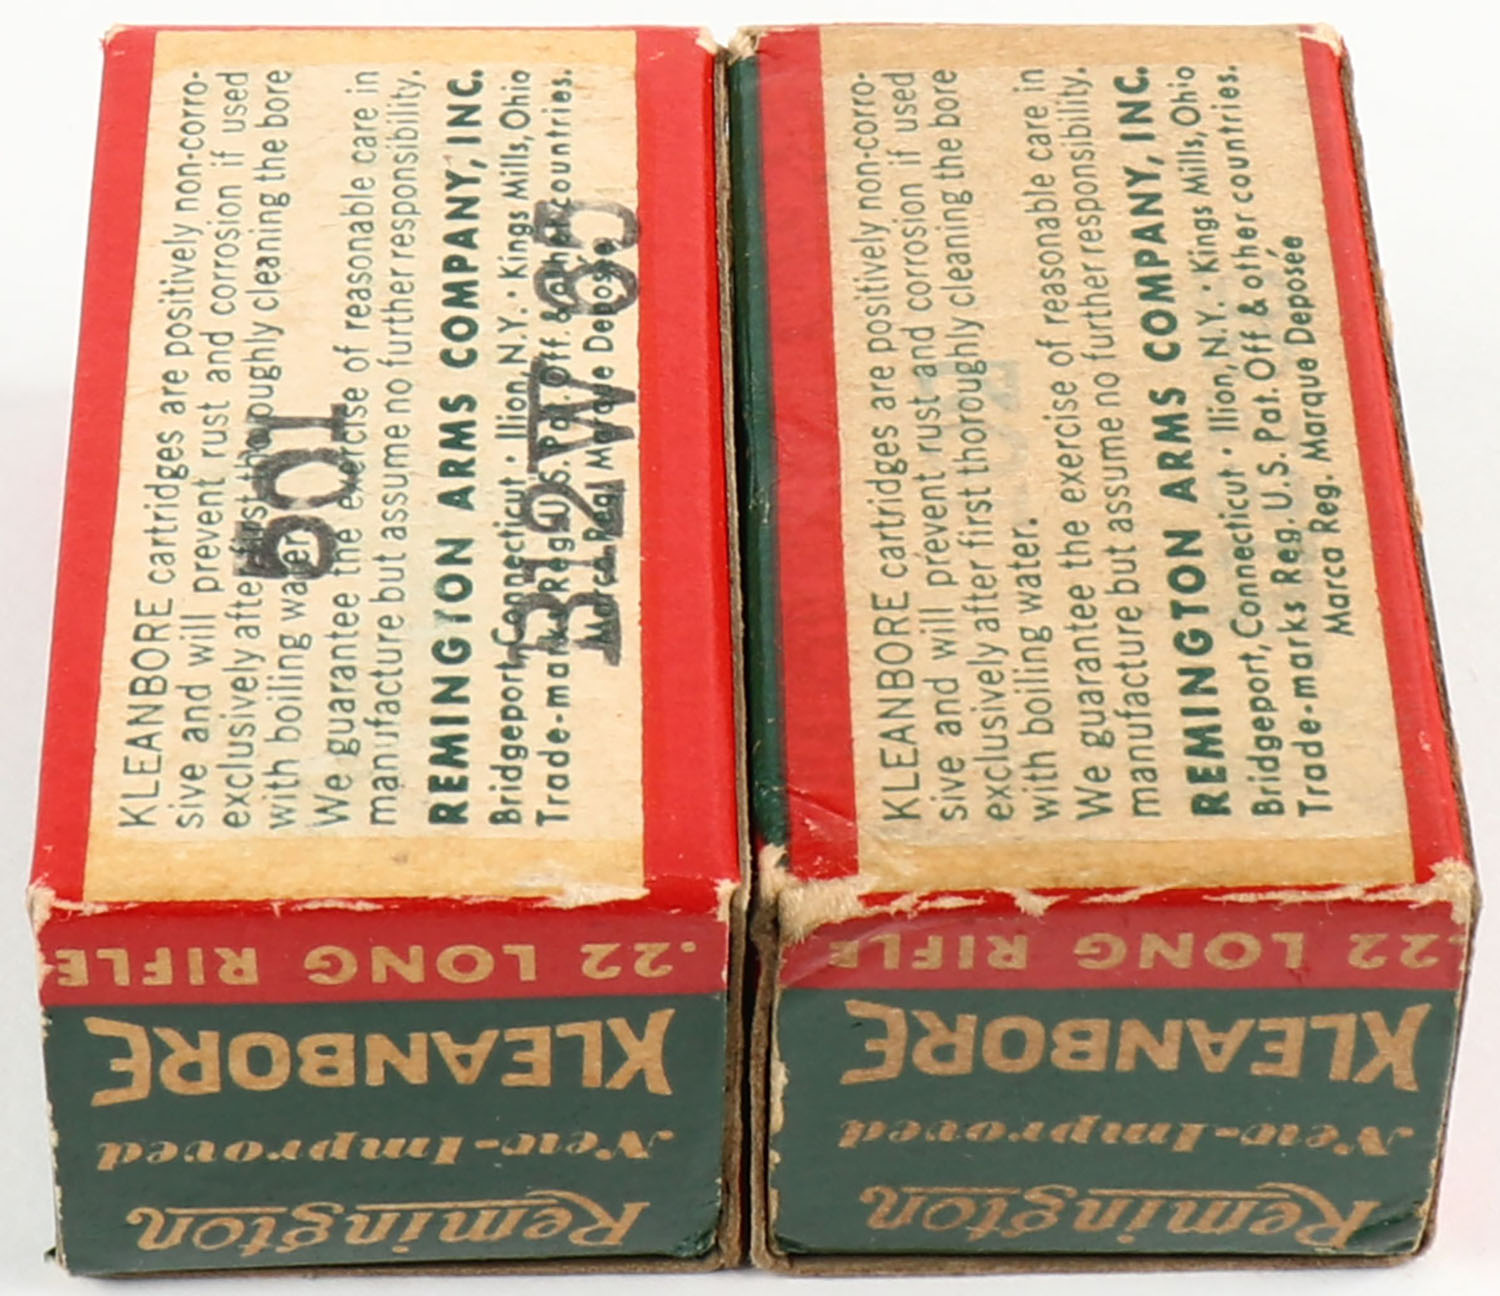 KLEANBORE cartridges are positively non-corro-
sive and will prevent rust and corrosion if used
exclusively after first thoroughly cleaning the bore
with boiling water.
We guarantee the exercise of reasonable care in
manufacture but assume no further responsibility.
REMINGTON ARMS COMPANY, INC.
Bridgeport, Connecticut · Ilion, N.Y. · Kings Mills, Ohio
Trade-marks Reg. U.S. Pat. Off. & other countries.
Marca Reg. Marque Deposée
501
B12W 85
.22 LONG RIFLE
KLEANBORE
New-Improved
Remington
KLEANBORE cartridges are positively non-corro-
sive and will prevent rust and corrosion if used
exclusively after first thoroughly cleaning the bore
with boiling water.
We guarantee the exercise of reasonable care in
manufacture but assume no further responsibility.
REMINGTON ARMS COMPANY, INC.
Bridgeport, Connecticut · Ilion, N.Y. · Kings Mills, Ohio
Trade-marks Reg. U.S. Pat. Off & other countries.
Marca Reg. Marque Deposée
.22 LONG RIFLE
KLEANBORE
New-Improved
Remington